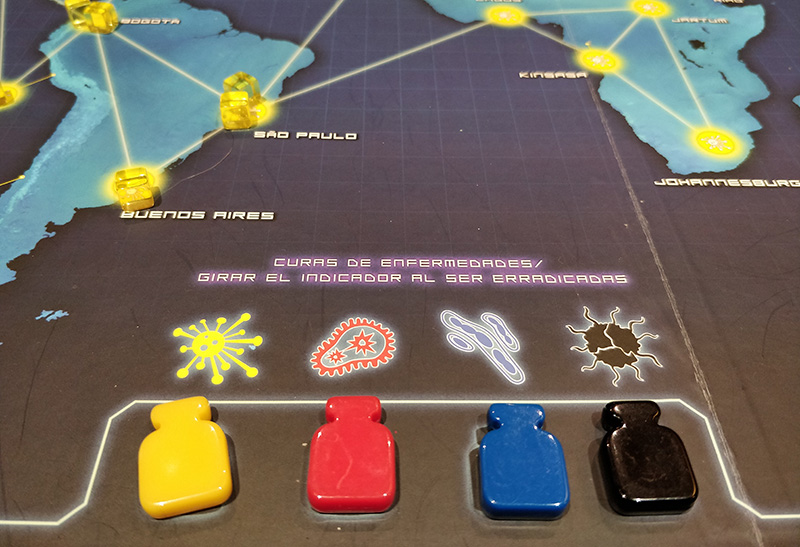 BOGOTÁ
JARTUM
KINSASA
SÃO PAULO
JOHANNESBURG
BUENOS AIRES
CURAS DE ENFERMEDADES/
GIRAR EL INDICADOR AL SER ERRADICADAS